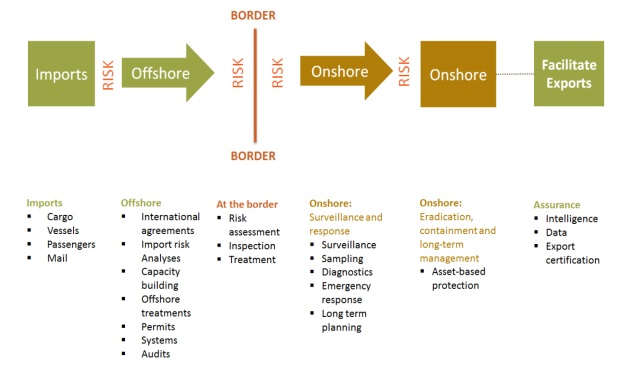 BORDER
Imports
RISK
Offshore
RISK
RISK
Onshore
RISK
Onshore
Facilitate
Exports
BORDER
Imports
▪ Cargo
▪ Vessels
▪ Passengers
▪ Mail
Offshore
▪ International
agreements
▪ Import risk
Analyses
▪ Capacity
building
▪ Offshore
treatments
▪ Permits
▪ Systems
▪ Audits
At the border
▪ Risk
assessment
▪ Inspection
▪ Treatment
Onshore:
Surveillance and
response
▪ Surveillance
▪ Sampling
▪ Diagnostics
▪ Emergency
response
▪ Long term
planning
Onshore:
Eradication,
containment and
long-term
management
▪ Asset-based
protection
Assurance
▪ Intelligence
▪ Data
▪ Export
certification